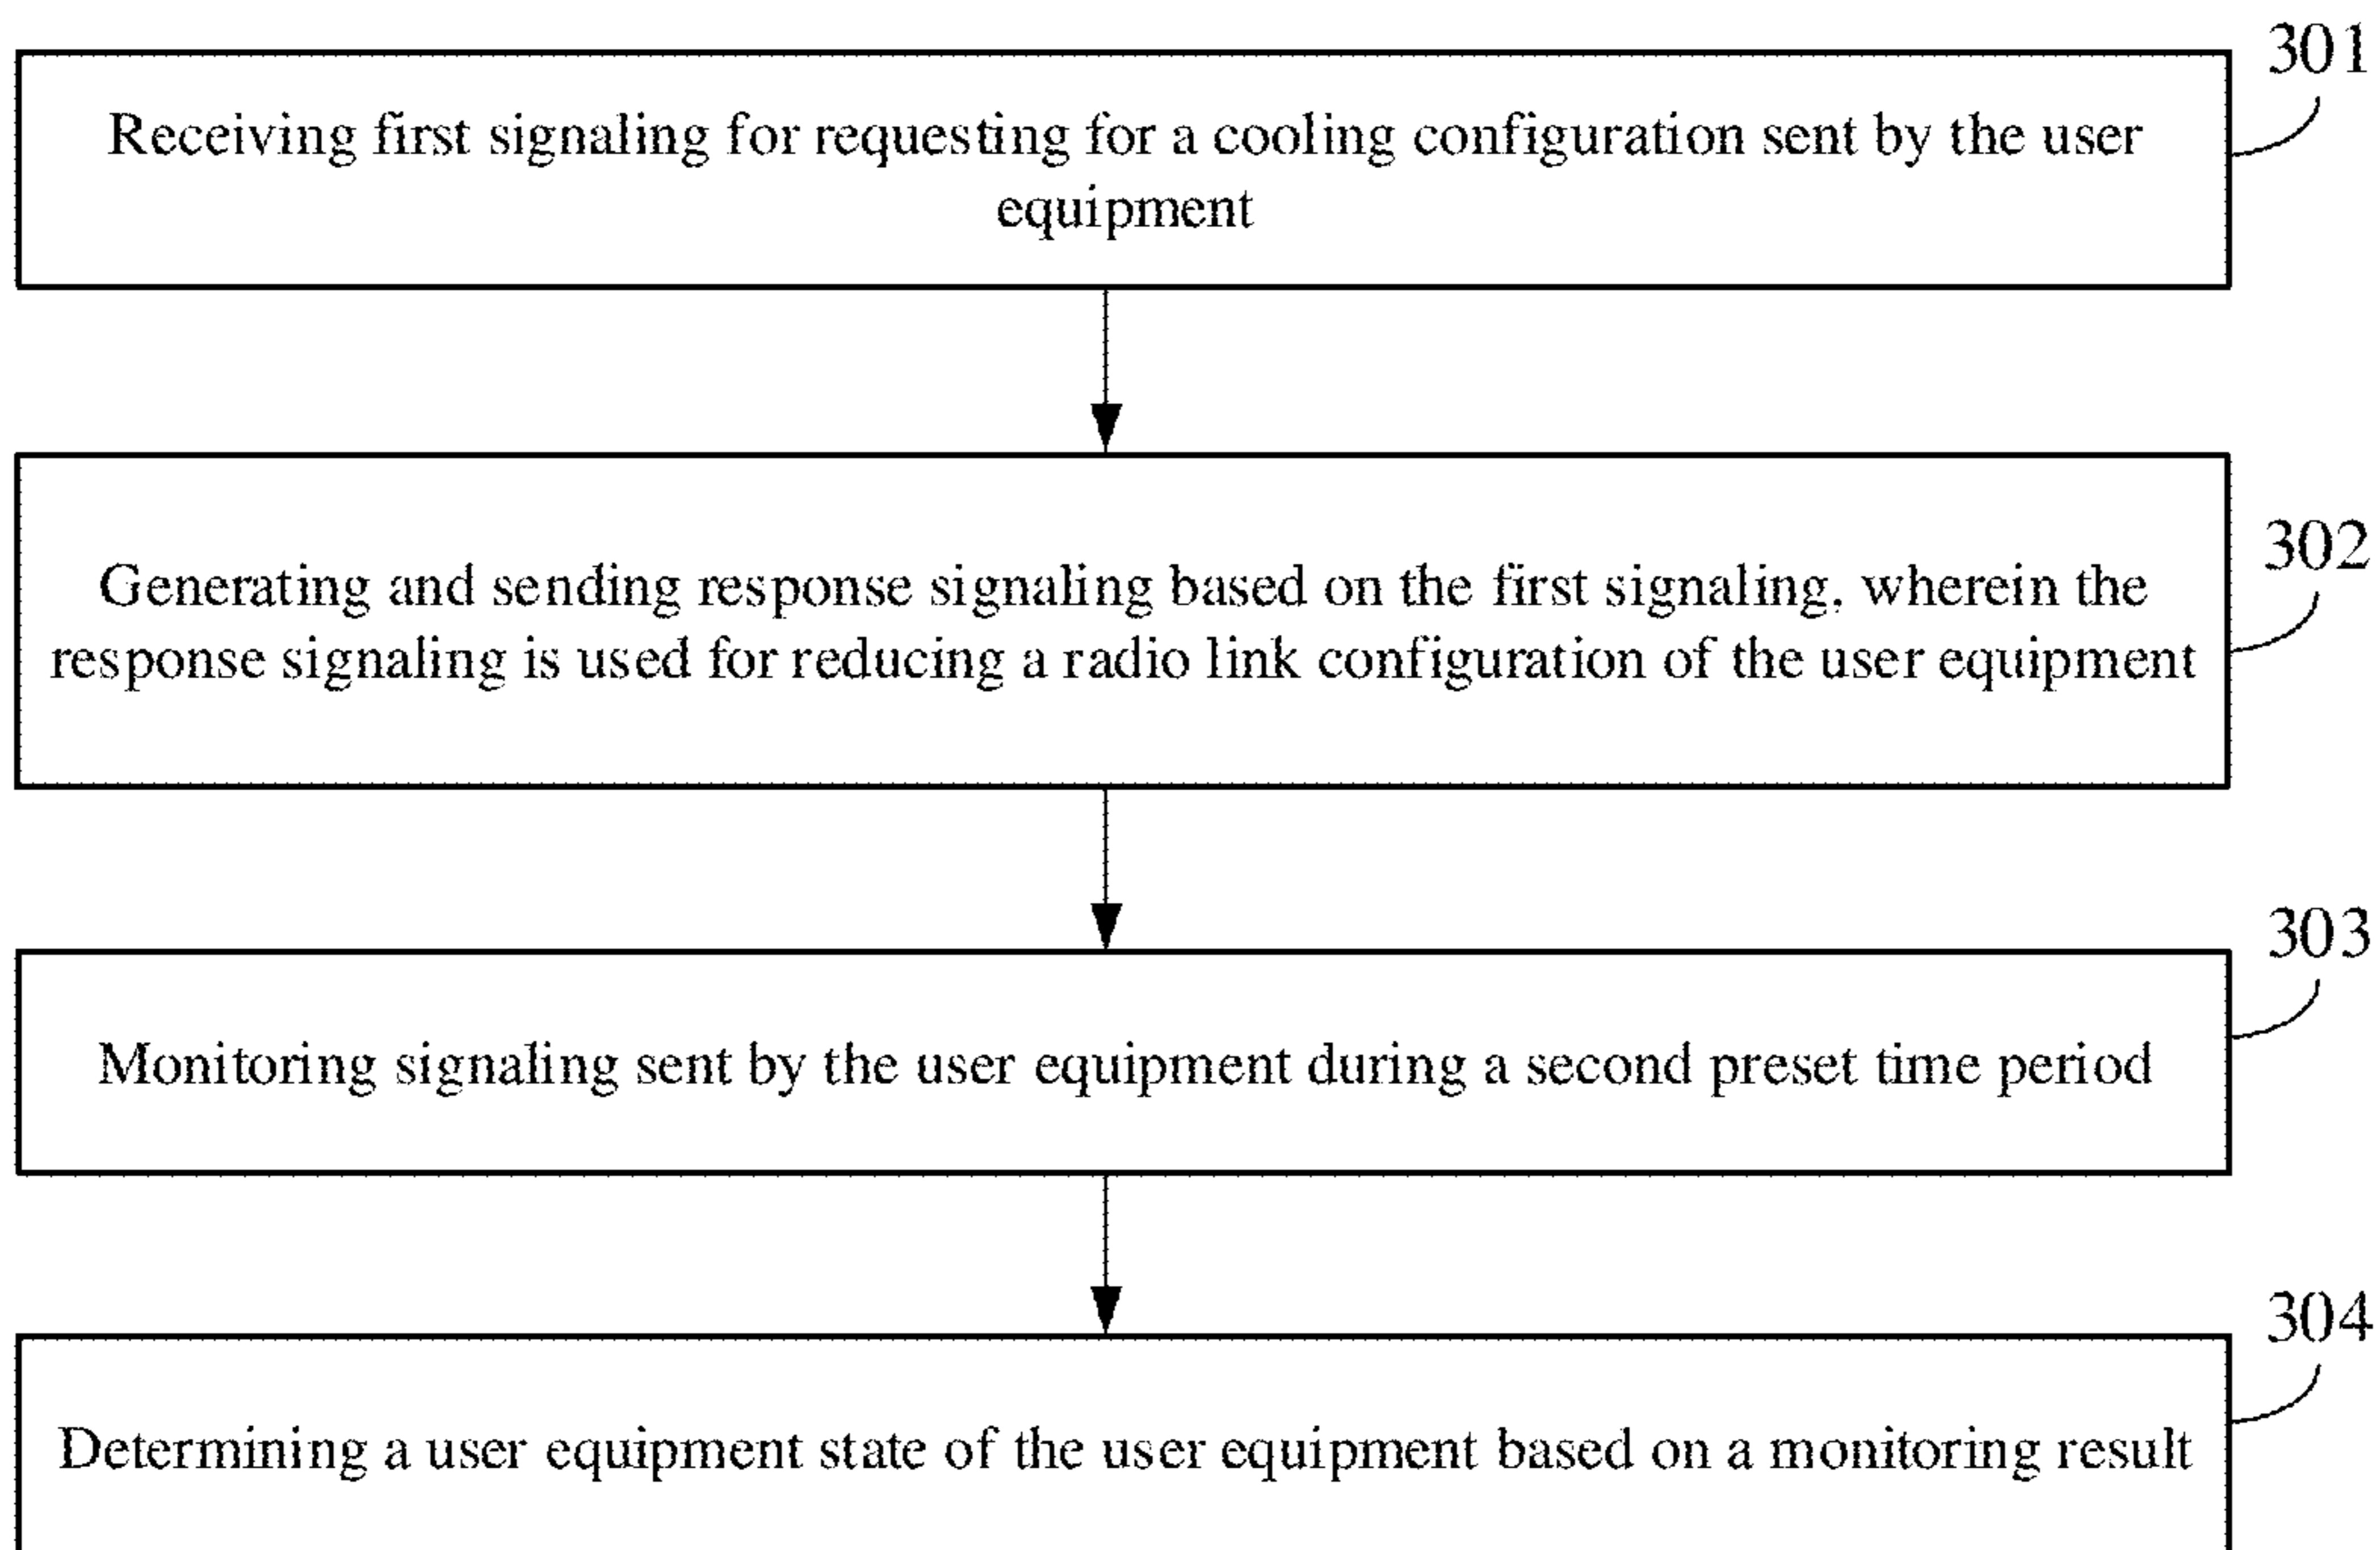 301
Receiving first signaling for requesting for a cooling configuration sent by the user
equipment
302
Generating and sending response signaling based on the first signaling, wherein the
response signaling is used for reducing a radio link configuration of the user equipment
303
Monitoring signaling sent by the user equipment during a second preset time period
304
Determining a user equipment state of the user equipment based on a monitoring result